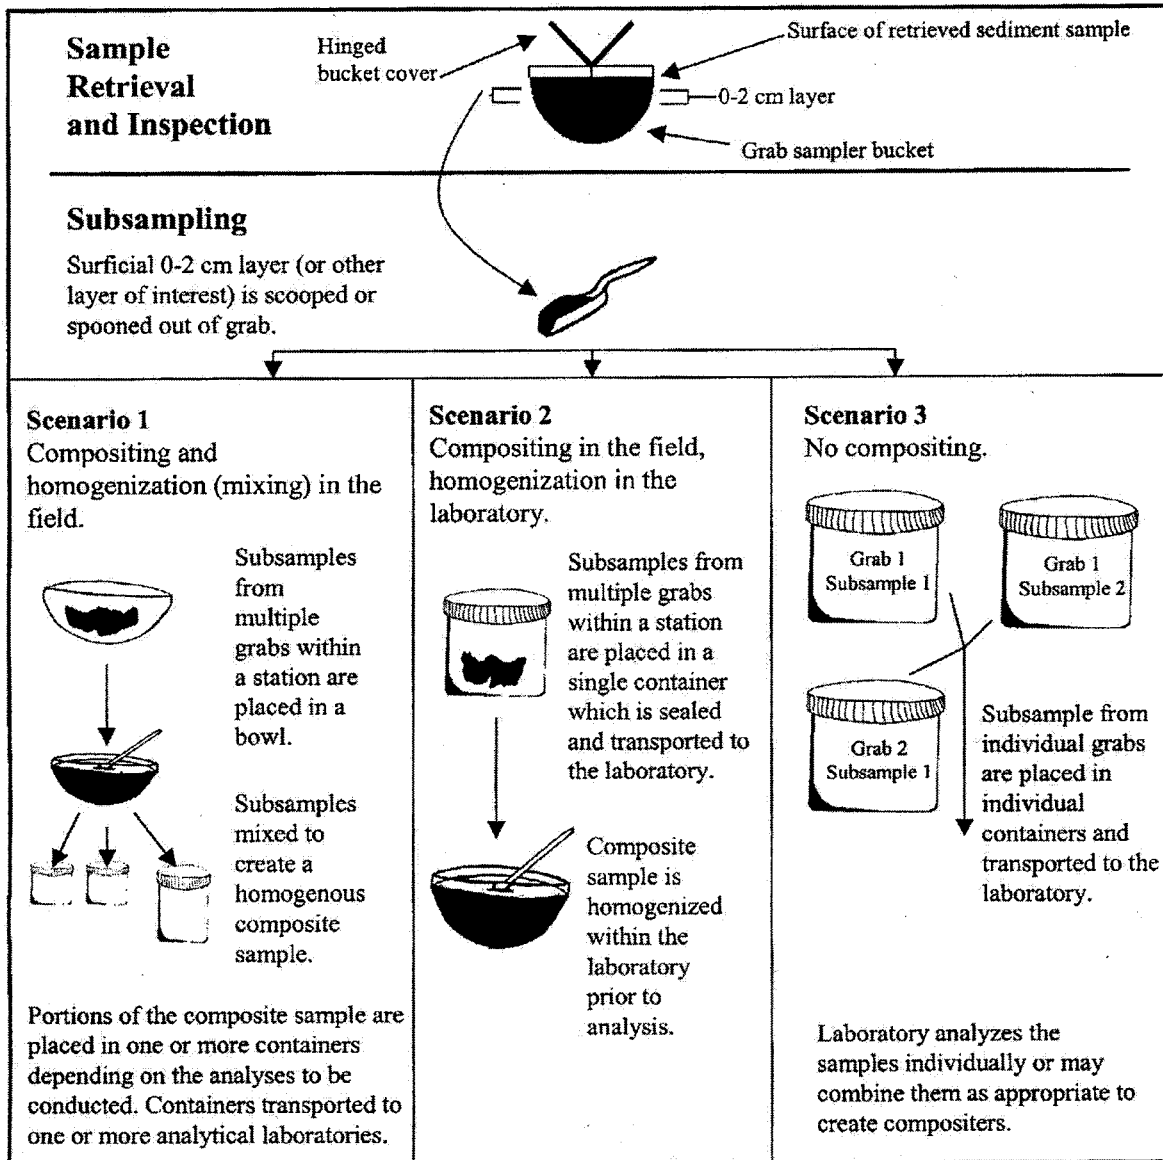 Sample
Retrieval
and Inspection
Hinged
bucket cover
Surface of retrieved sediment sample
0-2 cm layer
Grab sampler bucket
Subsampling
Surficial 0-2 cm layer (or other
layer of interest) is scooped or
spooned out of grab.
Scenario 1
Compositing and
homogenization (mixing) in the
field.
Subsamples
from
multiple
grabs within
a station are
placed in a
bowl.
Subsamples
mixed to
create a
homogenous
composite
sample.
Portions of the composite sample are
placed in one or more containers
depending on the analyses to be
conducted. Containers transported to
one or more analytical laboratories.
Scenario 2
Compositing in the field,
homogenization in the
laboratory.
Subsamples from
multiple grabs
within a station
are placed in a
single container
which is sealed
and transported to
the laboratory.
Composite
sample is
homogenized
within the
laboratory
prior to
analysis.
Scenario 3
No compositing.
Grab 1
Subsample 1
Grab 1
Subsample 2
Grab 2
Subsample 1
Subsample from
individual grabs
are placed in
individual
containers and
transported to the
laboratory.
Laboratory analyzes the
samples individually or may
combine them as appropriate to
create compositers.